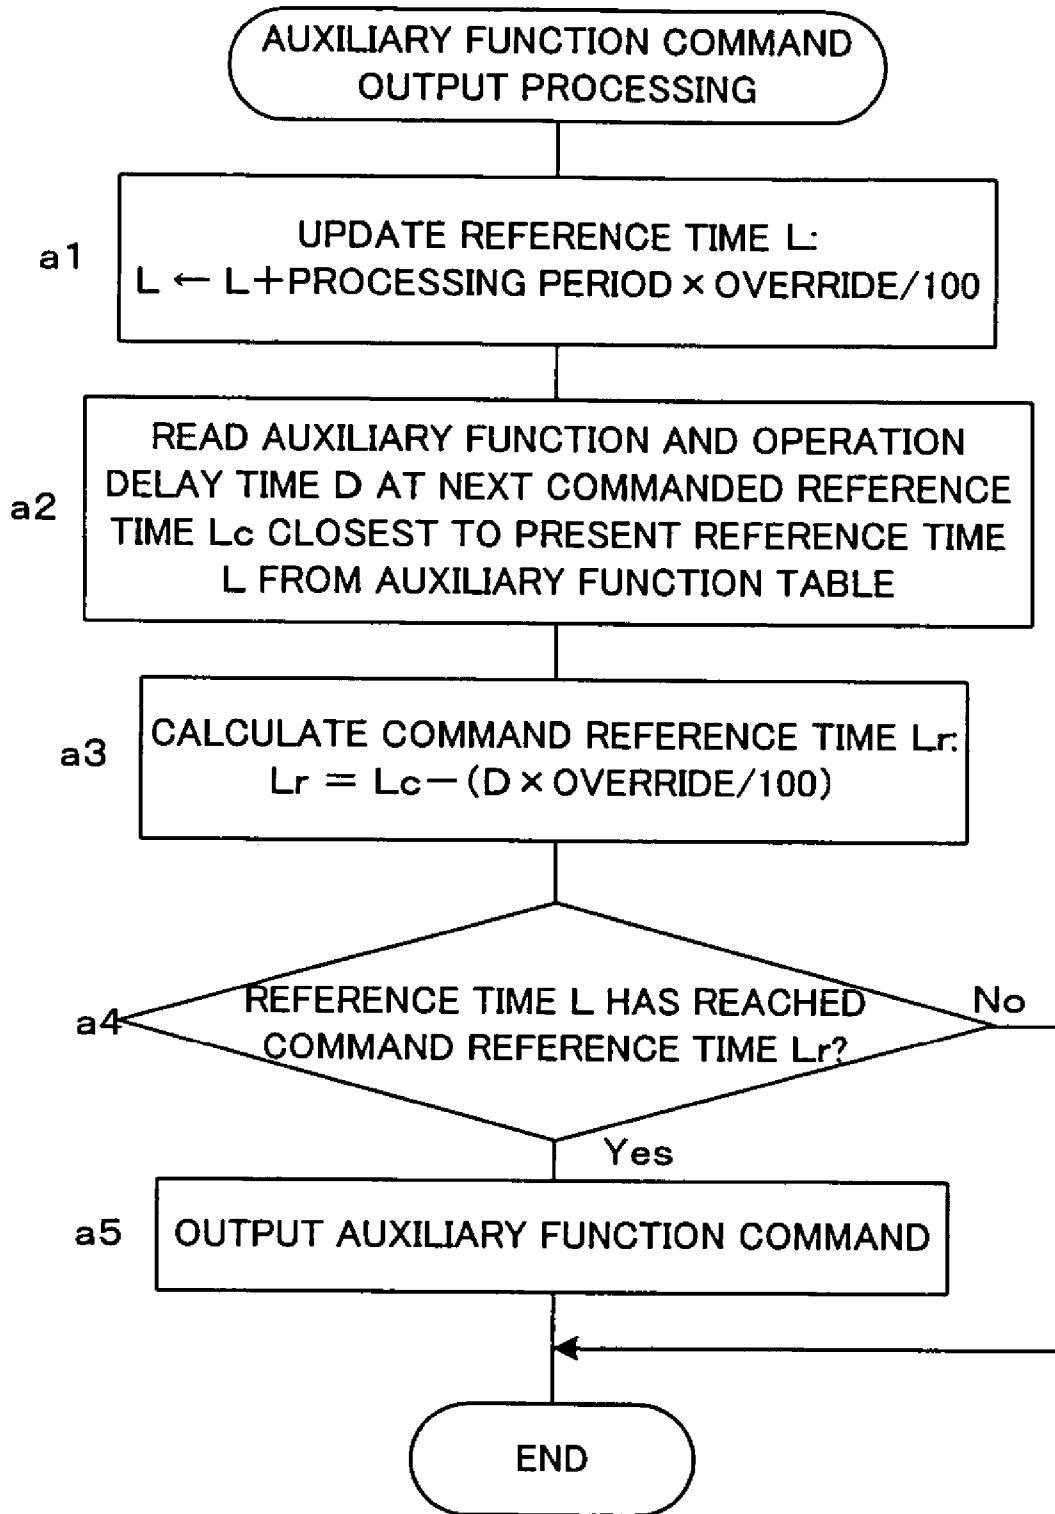 AUXILIARY FUNCTION COMMAND
OUTPUT PROCESSING
a1
UPDATE REFERENCE TIME L:
L ← L+PROCESSING PERIOD × OVERRIDE/100
a2
READ AUXILIARY FUNCTION AND OPERATION
DELAY TIME D AT NEXT COMMANDED REFERENCE
TIME Lc CLOSEST TO PRESENT REFERENCE TIME
L FROM AUXILIARY FUNCTION TABLE
a3
CALCULATE COMMAND REFERENCE TIME Lr:
Lr = Lc−(D × OVERRIDE/100)
a4
REFERENCE TIME L HAS REACHED
COMMAND REFERENCE TIME Lr?
No
Yes
a5
OUTPUT AUXILIARY FUNCTION COMMAND
END